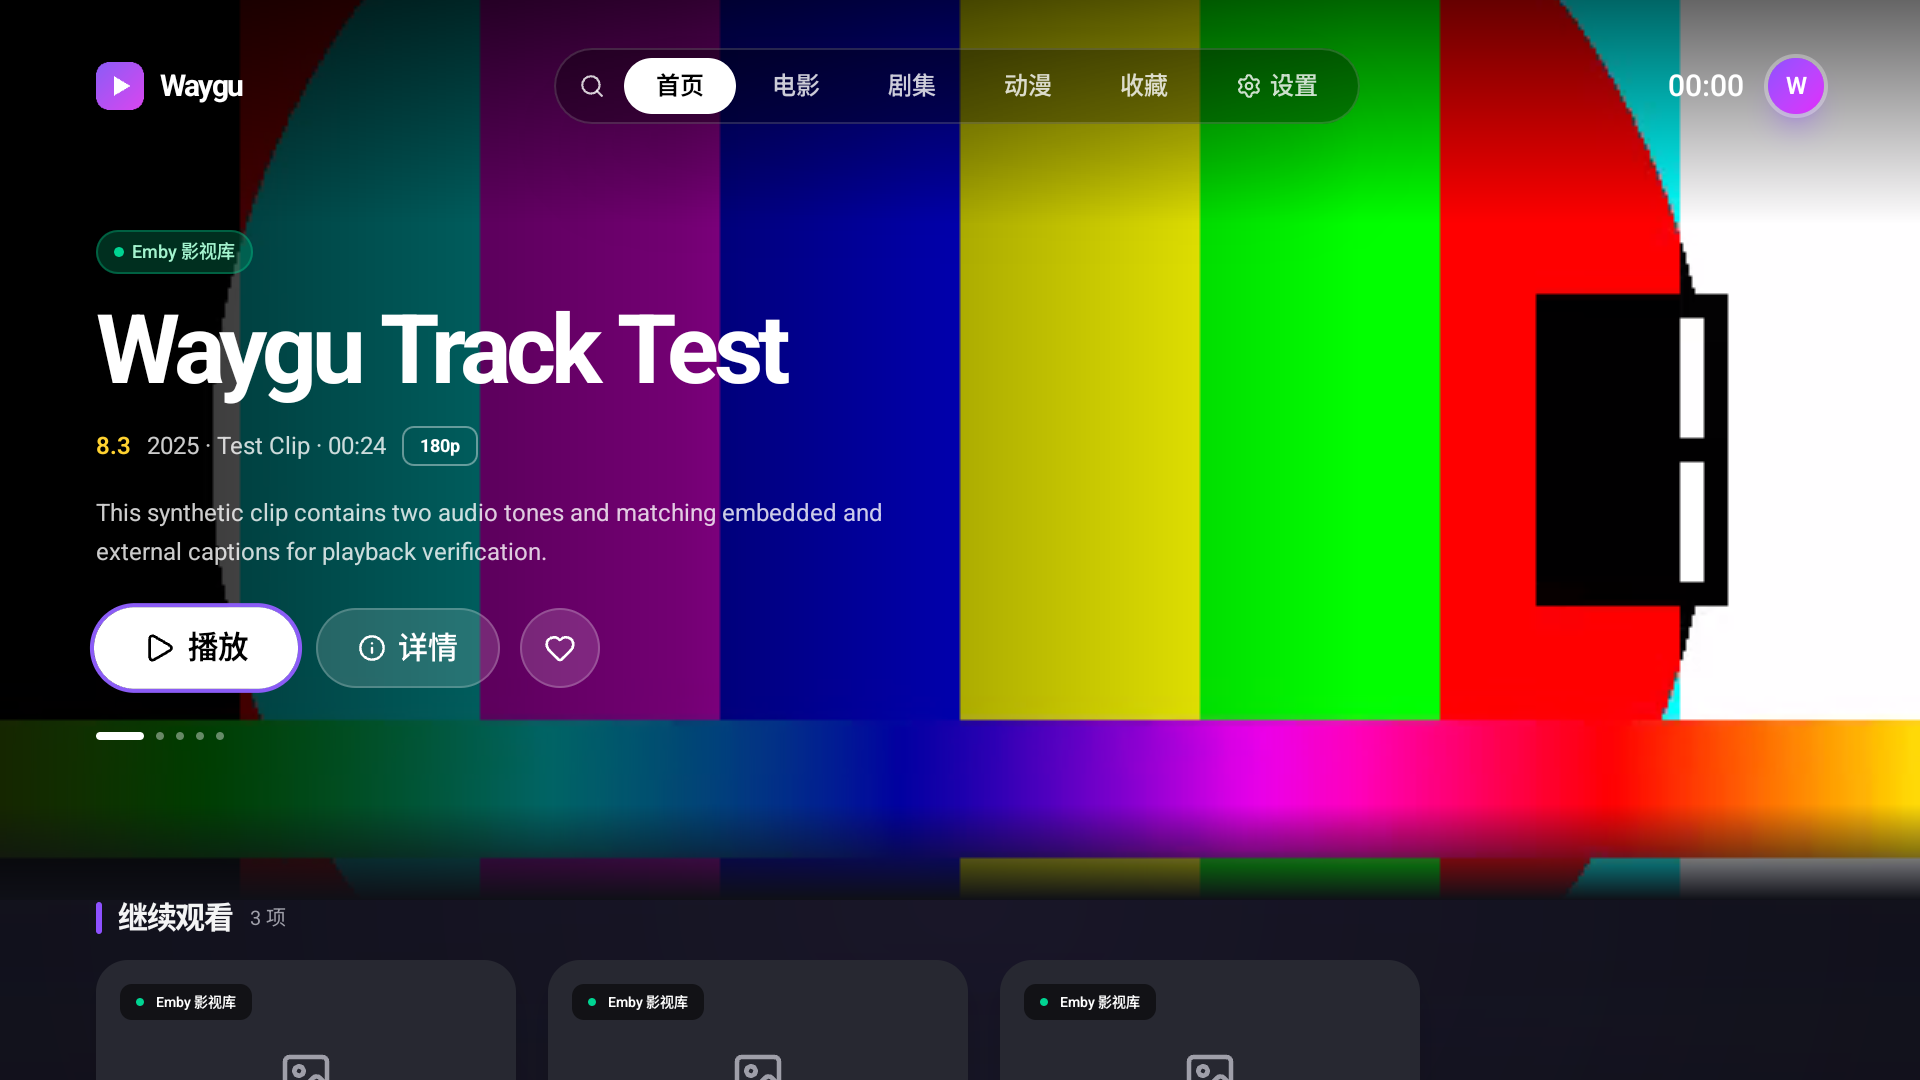 Waygu
首页
电影
剧集
动漫
收藏
设置
00:00
W
Emby 影视库
Waygu Track Test
8.3 2025 · Test Clip · 00:24 180p
This synthetic clip contains two audio tones and matching embedded and
external captions for playback verification.
播放
详情
继续观看 3 项
Emby 影视库
Emby 影视库
Emby 影视库